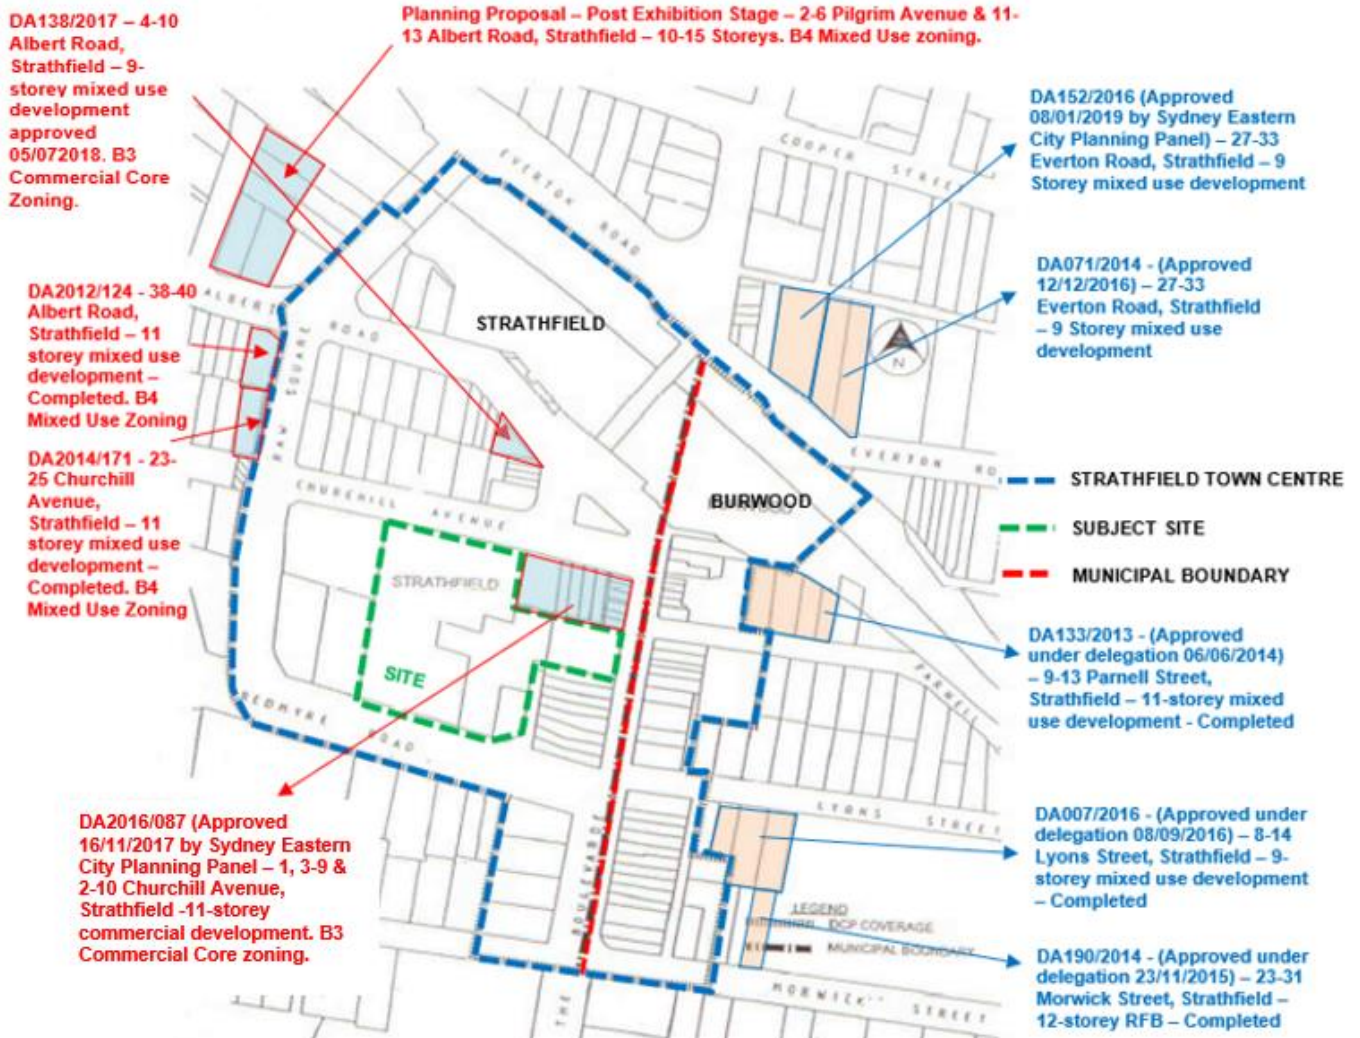 DA138/2017 – 4-10
Albert Road,
Strathfield – 9-
storey mixed use
development
approved
05/072018. B3
Commercial Core
Zoning.
Planning Proposal – Post Exhibition Stage – 2-6 Pilgrim Avenue & 11-
13 Albert Road, Strathfield – 10-15 Storeys. B4 Mixed Use zoning.
DA152/2016 (Approved
08/01/2019 by Sydney Eastern
City Planning Panel) – 27-33
Everton Road, Strathfield – 9
Storey mixed use development
DA071/2014 - (Approved
12/12/2016) – 27-33
Everton Road, Strathfield
– 9 Storey mixed use
development
DA2012/124 - 38-40
Albert Road,
Strathfield – 11
storey mixed use
development –
Completed. B4
Mixed Use Zoning
DA2014/171 - 23-
25 Churchill
Avenue,
Strathfield – 11
storey mixed use
development –
Completed. B4
Mixed Use Zoning
COOPER STREET
EVERTON ROAD
ALBERT ROAD
RAW SQUARE
STRATHFIELD
N
EVERTON RO
BURWOOD
CHURCHILL AVENUE
STRATHFIELD
SITE
STRATHFIELD TOWN CENTRE
SUBJECT SITE
MUNICIPAL BOUNDARY
PARNELL
REDMYRE ROAD
LYONS STREET
THE BOULEVARDE
MORWICK STREET
LEGEND
DCP COVERAGE
MUNICIPAL BOUNDARY
DA133/2013 - (Approved
under delegation 06/06/2014)
– 9-13 Parnell Street,
Strathfield – 11-storey mixed
use development - Completed
DA007/2016 - (Approved under
delegation 08/09/2016) – 8-14
Lyons Street, Strathfield – 9-
storey mixed use development
– Completed
DA190/2014 - (Approved under
delegation 23/11/2015) – 23-31
Morwick Street, Strathfield –
12-storey RFB – Completed
DA2016/087 (Approved
16/11/2017 by Sydney Eastern
City Planning Panel – 1, 3-9 &
2-10 Churchill Avenue,
Strathfield -11-storey
commercial development. B3
Commercial Core zoning.